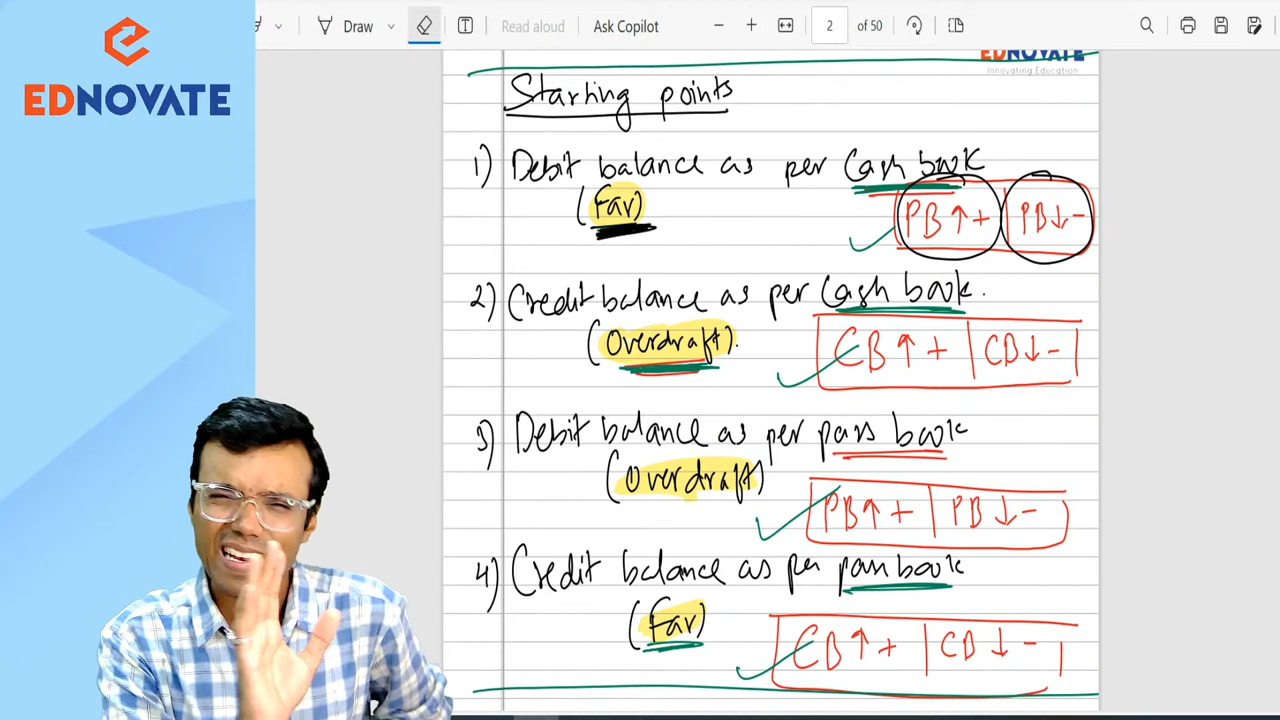 Draw
Read aloud
Ask Copilot
2
of 50
EDNOVATE
EDNOVATE
Innovating Education
Starting points
1) Debit balance as per Cash book
(Fav)
PB↑+ | PB↓-
2) Credit balance as per Cash book.
(Overdraft).
CB↑+ | CB↓-
3) Debit balance as per pass book
(Overdraft)
PB↑+ | PB↓-
4) Credit balance as per pass book
(Fav)
CB↑+ | CB↓-